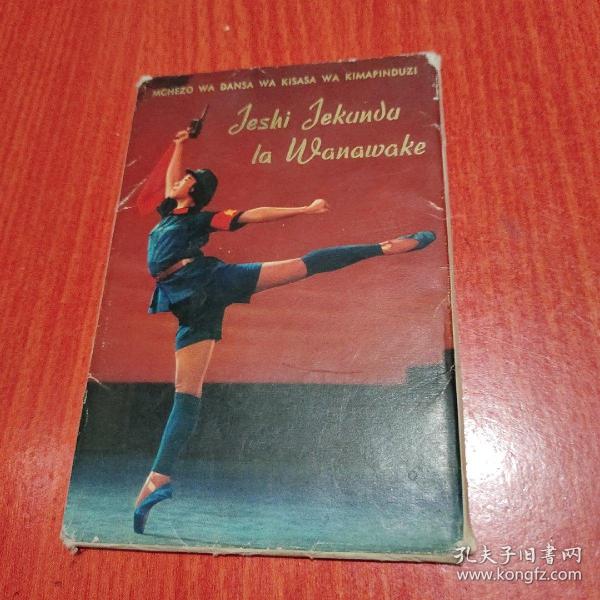 MCHEZO WA DANSA WA KISASA WA KIMAPINDUZI
Jeshi Jekundu
la Wanawake
孔夫子旧书网
www.kongfz.com